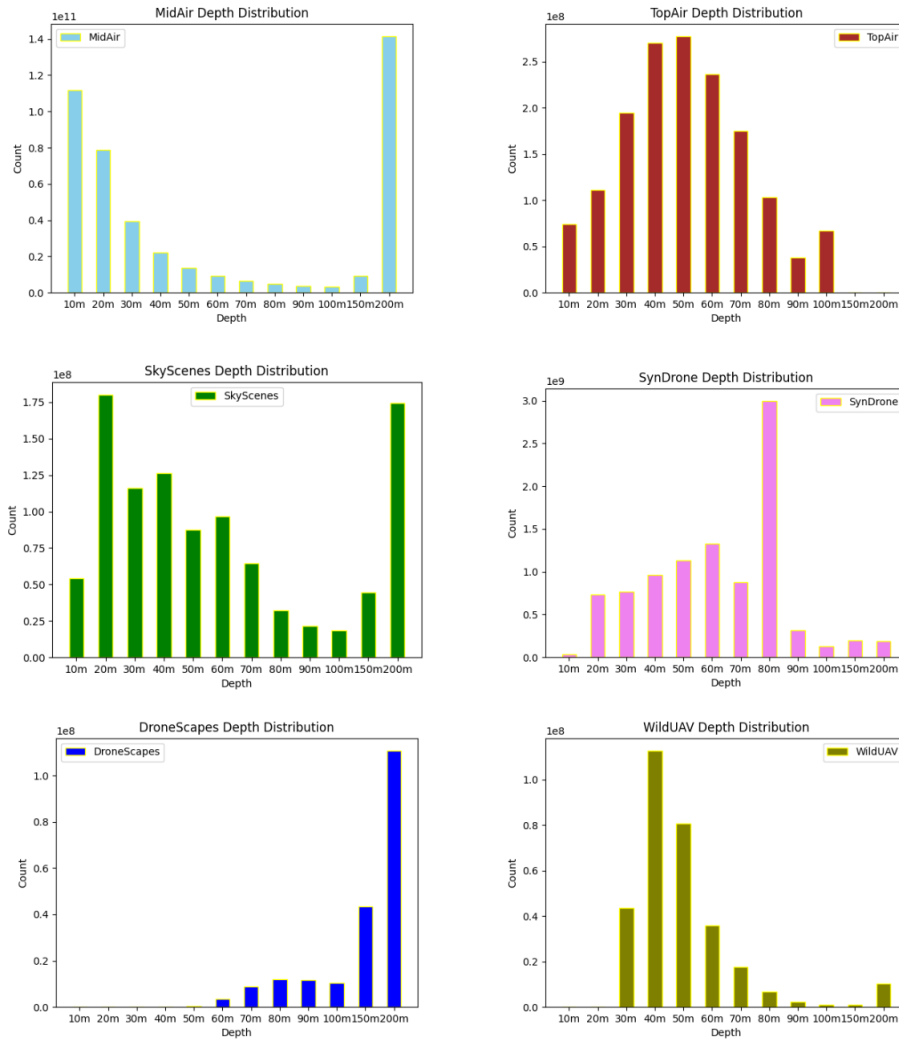 MidAir Depth Distribution
1e11
MidAir
1.4
1.2
1.0
0.8
0.6
0.4
0.2
0.0
Count
10m 20m 30m 40m 50m 60m 70m 80m 90m 100m 150m 200m
Depth
TopAir Depth Distribution
1e8
TopAir
2.5
2.0
1.5
1.0
0.5
0.0
Count
10m 20m 30m 40m 50m 60m 70m 80m 90m 100m 150m 200m
Depth
SkyScenes Depth Distribution
1e8
SkyScenes
1.75
1.50
1.25
1.00
0.75
0.50
0.25
0.00
Count
10m 20m 30m 40m 50m 60m 70m 80m 90m 100m 150m 200m
Depth
SynDrone Depth Distribution
1e9
SynDrone
3.0
2.5
2.0
1.5
1.0
0.5
0.0
Count
10m 20m 30m 40m 50m 60m 70m 80m 90m 100m 150m 200m
Depth
DroneScapes Depth Distribution
1e8
DroneScapes
1.0
0.8
0.6
0.4
0.2
0.0
Count
10m 20m 30m 40m 50m 60m 70m 80m 90m 100m 150m 200m
Depth
WildUAV Depth Distribution
1e8
WildUAV
1.0
0.8
0.6
0.4
0.2
0.0
Count
10m 20m 30m 40m 50m 60m 70m 80m 90m 100m 150m 200m
Depth